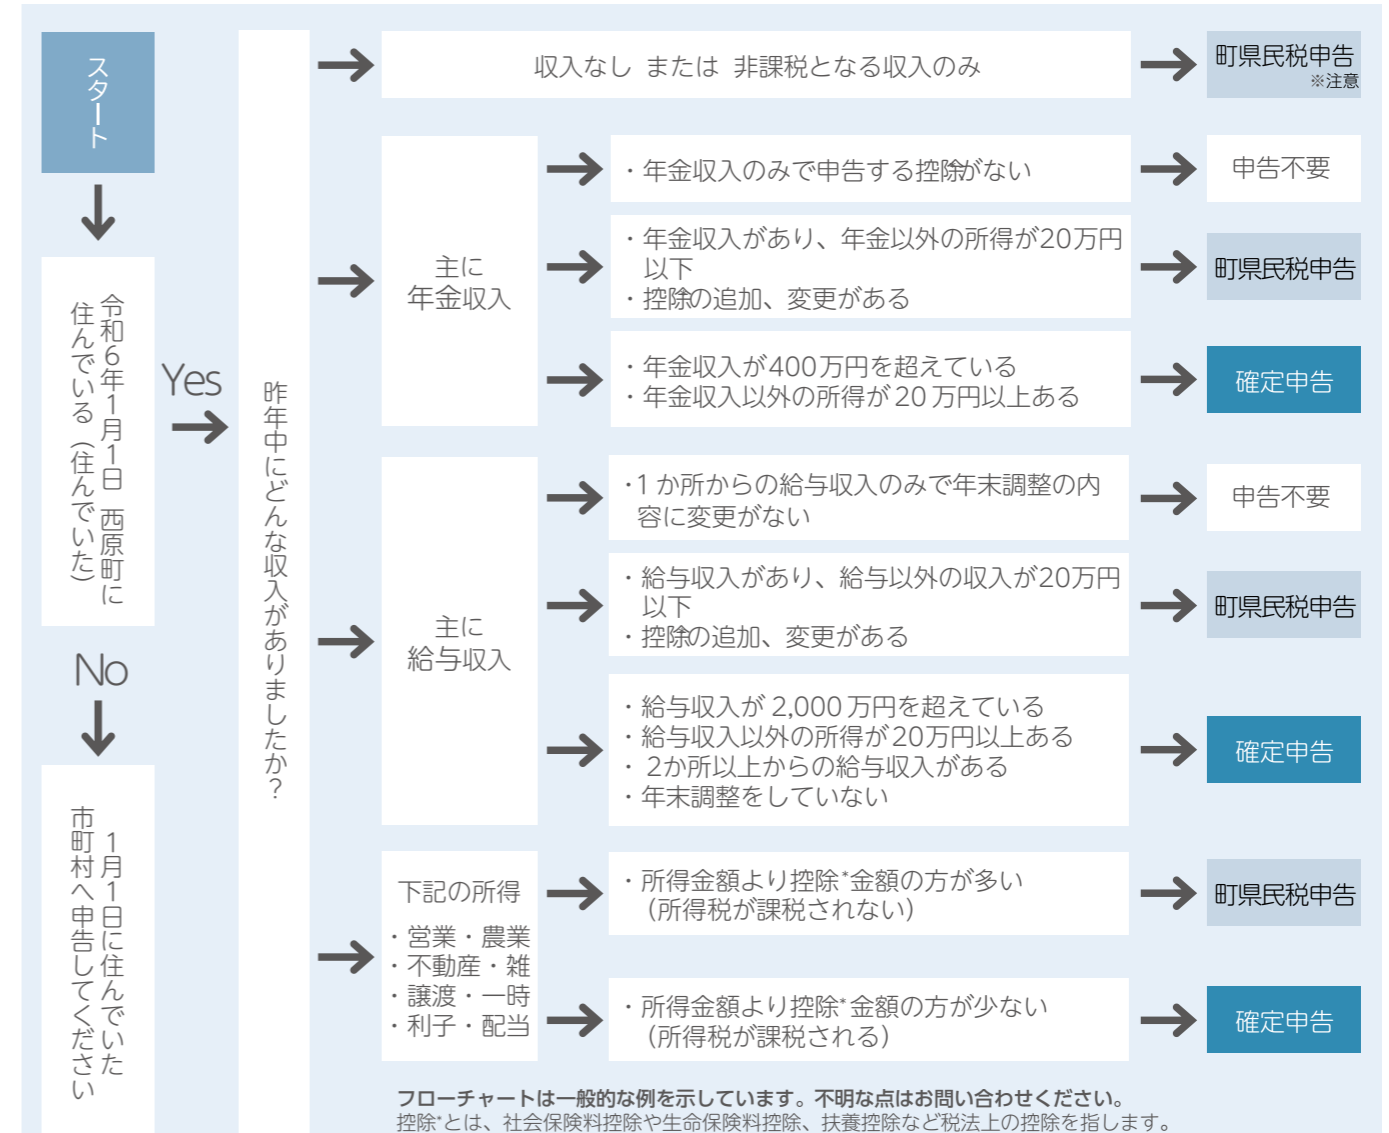 スタート
令和6年1月1日 西原町に
住んでいる（住んでいた）
Yes
No
1月1日に住んでいた
市町村へ申告してください
昨年中にどんな収入がありましたか？
収入なし または 非課税となる収入のみ
町県民税申告
※注意
主に
年金収入
・年金収入のみで申告する控除がない
申告不要
・年金収入があり、年金以外の所得が20万円
以下
・控除の追加、変更がある
町県民税申告
・年金収入が400万円を超えている
・年金収入以外の所得が20万円以上ある
確定申告
主に
給与収入
・1か所からの給与収入のみで年末調整の内
容に変更がない
申告不要
・給与収入があり、給与以外の収入が20万円
以下
・控除の追加、変更がある
町県民税申告
・給与収入が2,000万円を超えている
・給与収入以外の所得が20万円以上ある
・2か所以上からの給与収入がある
・年末調整をしていない
確定申告
下記の所得
・営業・農業
・不動産・雑
・譲渡・一時
・利子・配当
・所得金額より控除*金額の方が多い
（所得税が課税されない）
町県民税申告
・所得金額より控除*金額の方が少ない
（所得税が課税される）
確定申告
フローチャートは一般的な例を示しています。不明な点はお問い合わせください。
控除*とは、社会保険料控除や生命保険料控除、扶養控除など税法上の控除を指します。